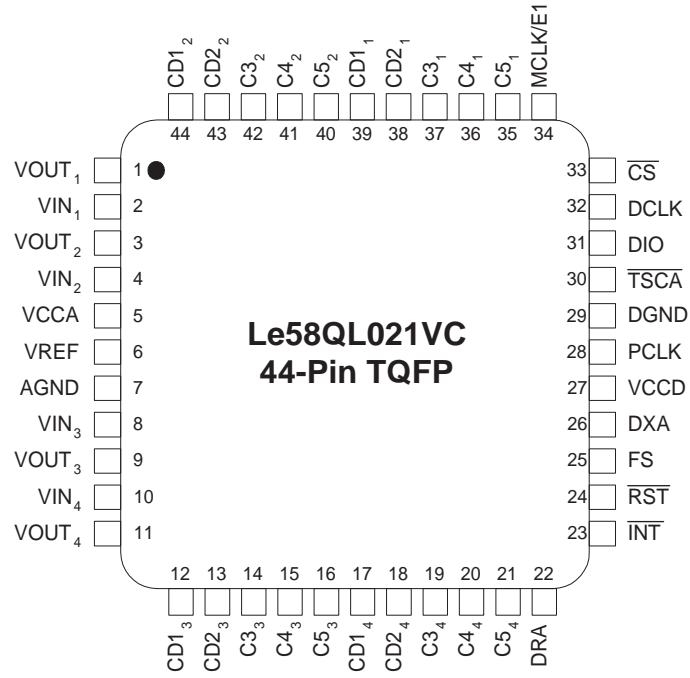 CD1₂ CD2₂ C3₂ C4₂ C5₂ CD1₁ CD2₁ C3₁ C4₁ C5₁ MCLK/E1
44 43 42 41 40 39 38 37 36 35 34
VOUT₁ 1
VIN₁ 2
VOUT₂ 3
VIN₂ 4
VCCA 5
VREF 6
AGND 7
VIN₃ 8
VOUT₃ 9
VIN₄ 10
VOUT₄ 11
Le58QL021VC
44-Pin TQFP
33 C̅S̅
32 DCLK
31 DIO
30 T̅S̅C̅A̅
29 DGND
28 PCLK
27 VCCD
26 DXA
25 FS
24 R̅S̅T̅
23 I̅N̅T̅
12 13 14 15 16 17 18 19 20 21 22
CD1₃ CD2₃ C3₃ C4₃ C5₃ CD1₄ CD2₄ C3₄ C4₄ C5₄ DRA